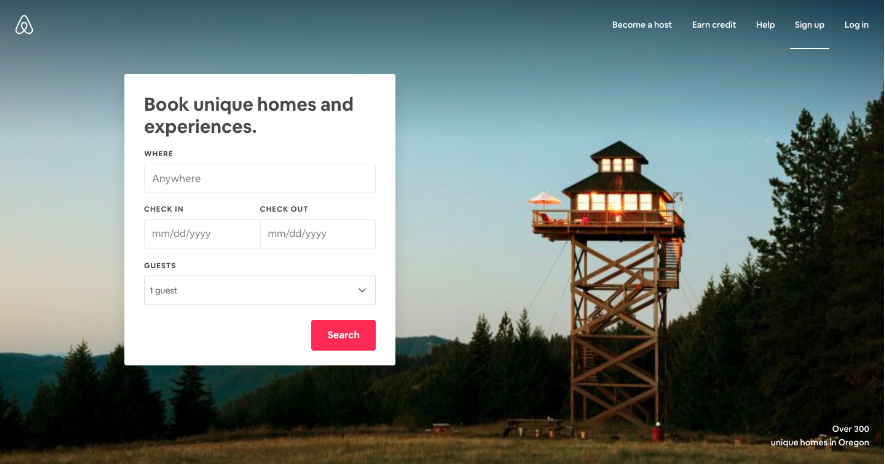 Become a host
Earn credit
Help
Sign up
Log in
Book unique homes and
experiences.
WHERE
Anywhere
CHECK IN
CHECK OUT
mm/dd/yyyy
mm/dd/yyyy
GUESTS
1 guest
Search
Over 300
unique homes in Oregon